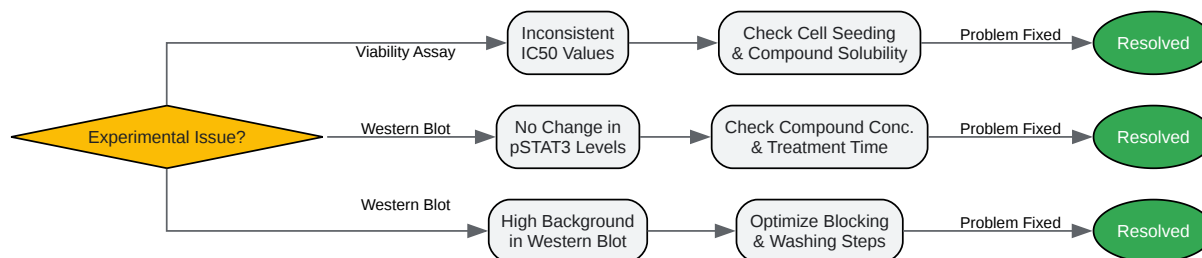 Viability Assay
Inconsistent
IC50 Values
Check Cell Seeding
& Compound Solubility
Problem Fixed
Resolved
Experimental Issue?
Western Blot
No Change in
pSTAT3 Levels
Check Compound Conc.
& Treatment Time
Problem Fixed
Resolved
Western Blot
High Background
in Western Blot
Optimize Blocking
& Washing Steps
Problem Fixed
Resolved